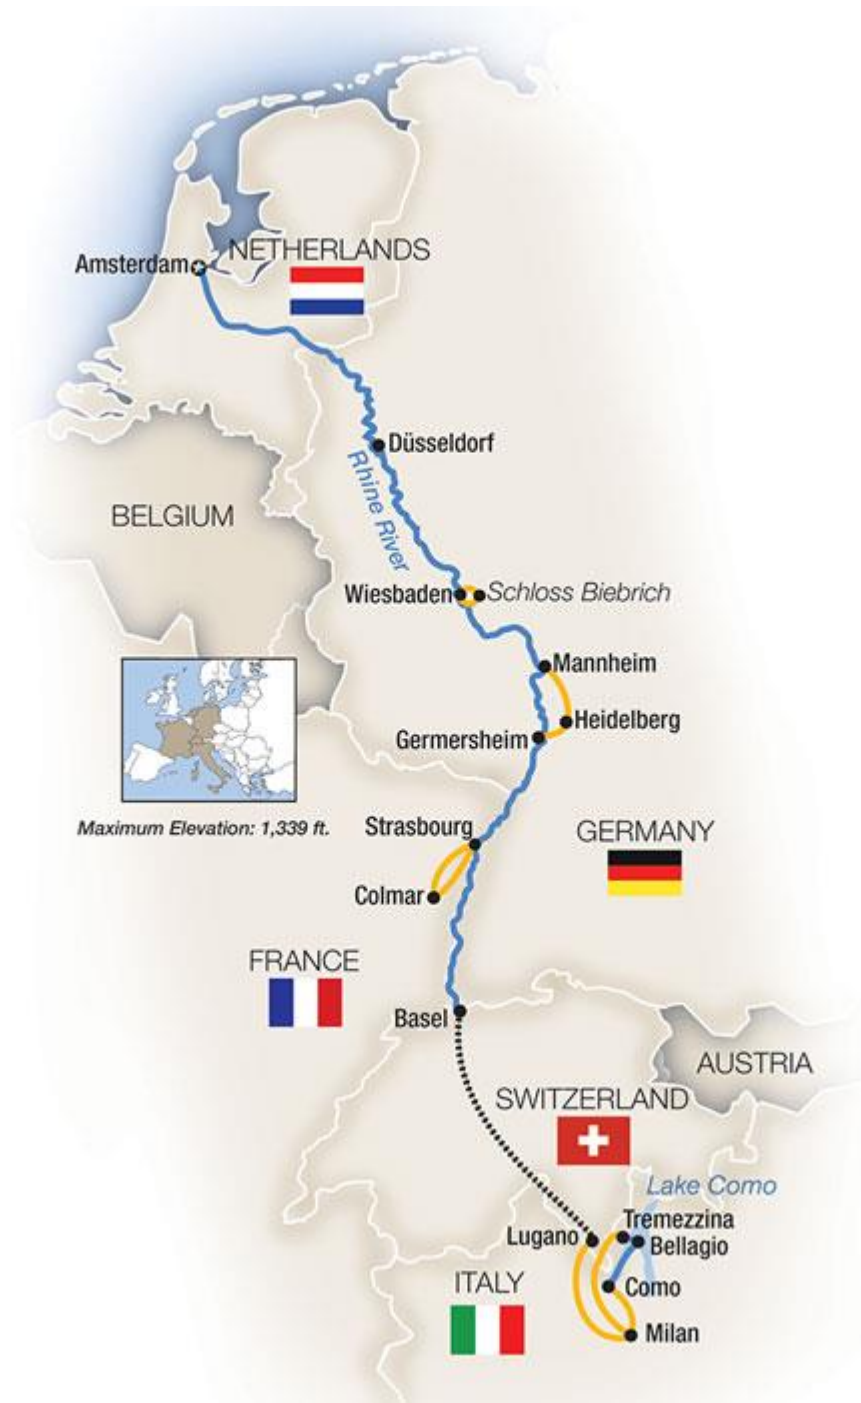 NETHERLANDS
Amsterdam
Düsseldorf
Rhine River
BELGIUM
Wiesbaden
Schloss Biebrich
Mannheim
Heidelberg
Germersheim
Maximum Elevation: 1,339 ft.
Strasbourg
GERMANY
Colmar
FRANCE
Basel
AUSTRIA
SWITZERLAND
Lake Como
Tremezzina
Lugano
Bellagio
ITALY
Como
Milan